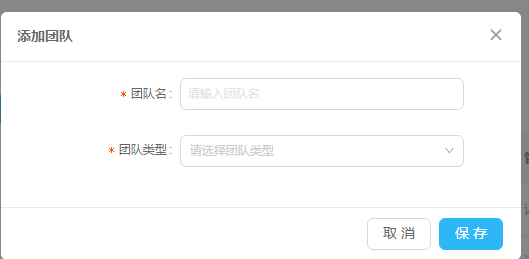 添加团队
* 团队名:
请输入团队名
* 团队类型:
请选择团队类型
取 消
保 存